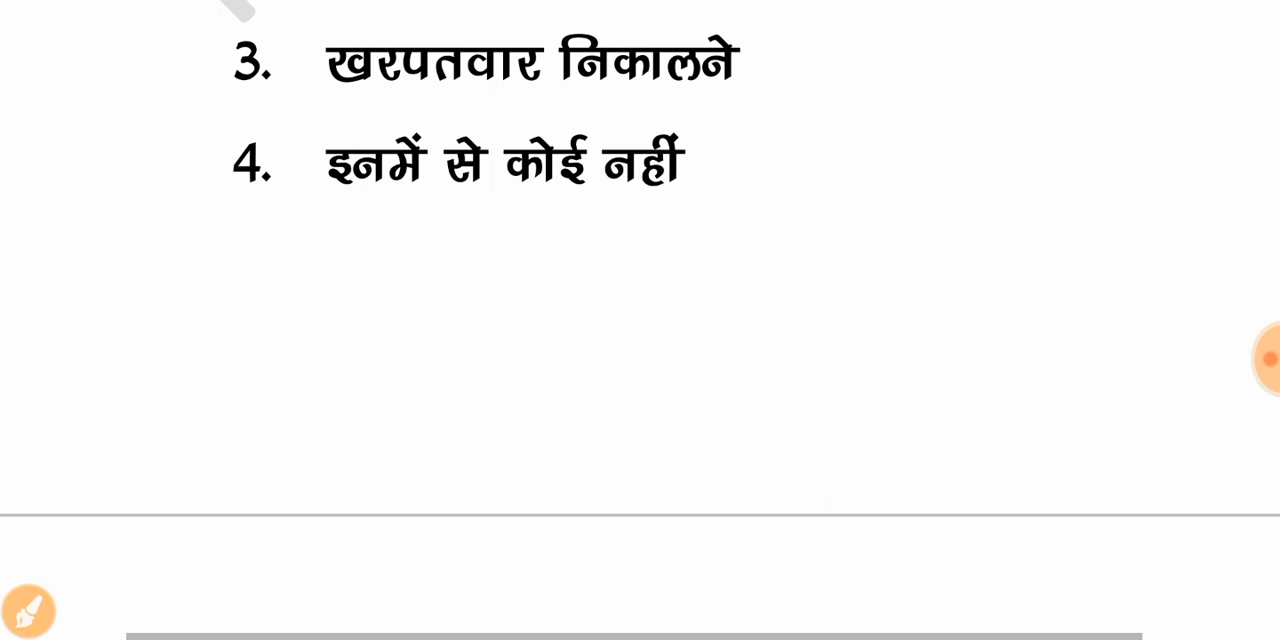 3. खरपतवार निकालने
4. इनमें से कोई नहीं